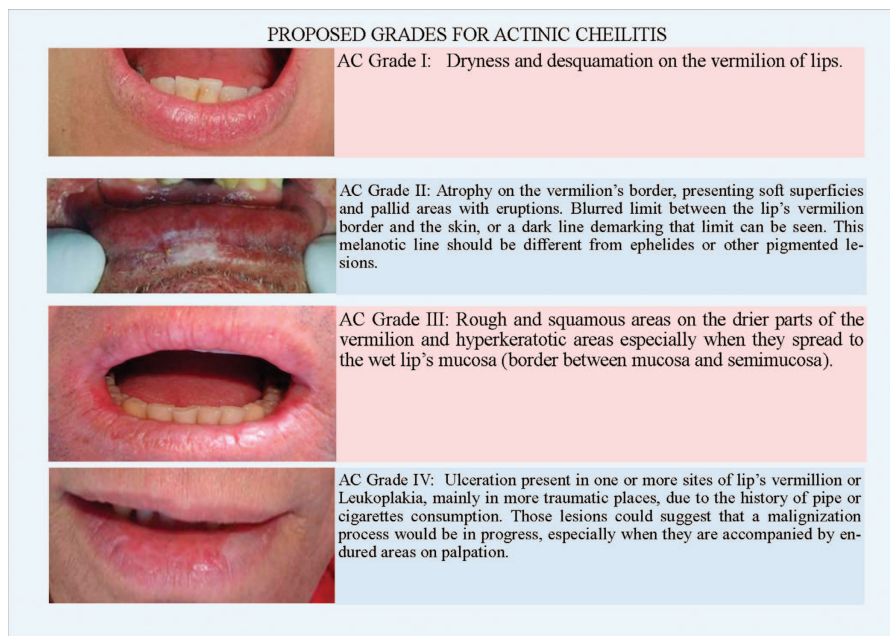 PROPOSED GRADES FOR ACTINIC CHEILITIS
AC Grade I: Dryness and desquamation on the vermilion of lips.
AC Grade II: Atrophy on the vermilion's border, presenting soft superficies
and pallid areas with eruptions. Blurred limit between the lip's vermilion
border and the skin, or a dark line demarking that limit can be seen. This
melanotic line should be different from ephelides or other pigmented le-
sions.
AC Grade III: Rough and squamous areas on the drier parts of the
vermilion and hyperkeratotic areas especially when they spread to
the wet lip's mucosa (border between mucosa and semimucosa).
AC Grade IV: Ulceration present in one or more sites of lip's vermillion or
Leukoplakia, mainly in more traumatic places, due to the history of pipe or
cigarettes consumption. Those lesions could suggest that a malignization
process would be in progress, especially when they are accompanied by en-
dured areas on palpation.